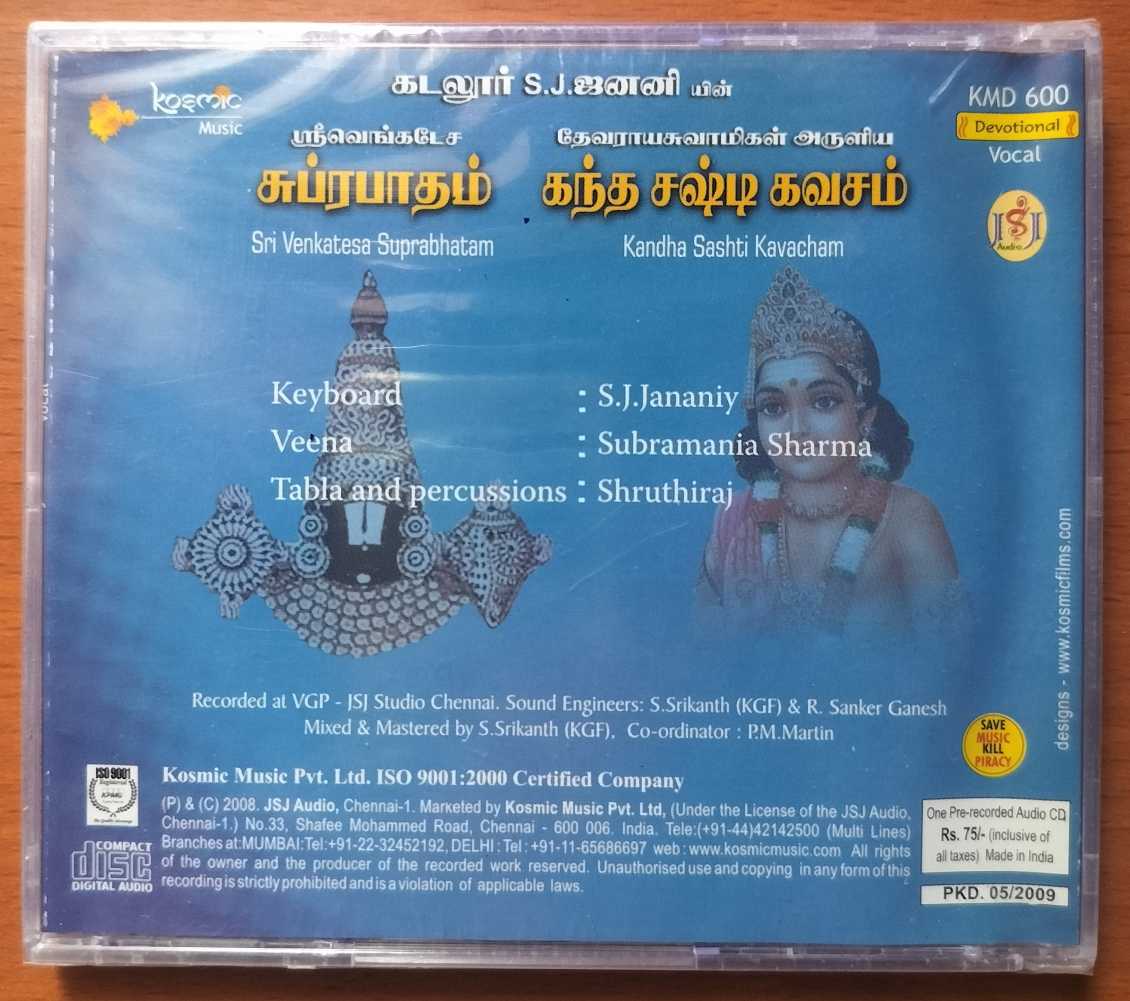 kosmic
Music
கடலூர் S.J.ஜனனி யின்
KMD 600
Devotional
Vocal
ஸ்ரீவெங்கடேச
சுப்ரபாதம்
Sri Venkatesa Suprabhatam
தேவராயசுவாமிகள் அருளிய
கந்த சஷ்டி கவசம்
Kandha Sashti Kavacham
JSJ
Audio
Vocal
Keyboard : S.J.Jananiy
Veena : Subramania Sharma
Tabla and percussions : Shruthiraj
Recorded at VGP - JSJ Studio Chennai. Sound Engineers: S.Srikanth (KGF) & R. Sanker Ganesh
Mixed & Mastered by S.Srikanth (KGF). Co-ordinator : P.M.Martin
designs - www.kosmicfilms.com
SAVE
MUSIC
KILL
PIRACY
ISO 9001
Registered
KPMG
Kosmic Music Pvt. Ltd. ISO 9001:2000 Certified Company
(P) & (C) 2008. JSJ Audio, Chennai-1. Marketed by Kosmic Music Pvt. Ltd, (Under the License of the JSJ Audio,
Chennai-1.) No.33, Shafee Mohammed Road, Chennai - 600 006. India. Tele:(+91-44)42142500 (Multi Lines)
Branches at:MUMBAI:Tel:+91-22-32452192, DELHI : Tel : +91-11-65686697 web : www.kosmicmusic.com All rights
of the owner and the producer of the recorded work reserved. Unauthorised use and copying in any form of this
recording is strictly prohibited and is a violation of applicable laws.
COMPACT
disc
DIGITAL AUDIO
One Pre-recorded Audio CD
Rs. 75/- (inclusive of
all taxes) Made in India
PKD. 05/2009